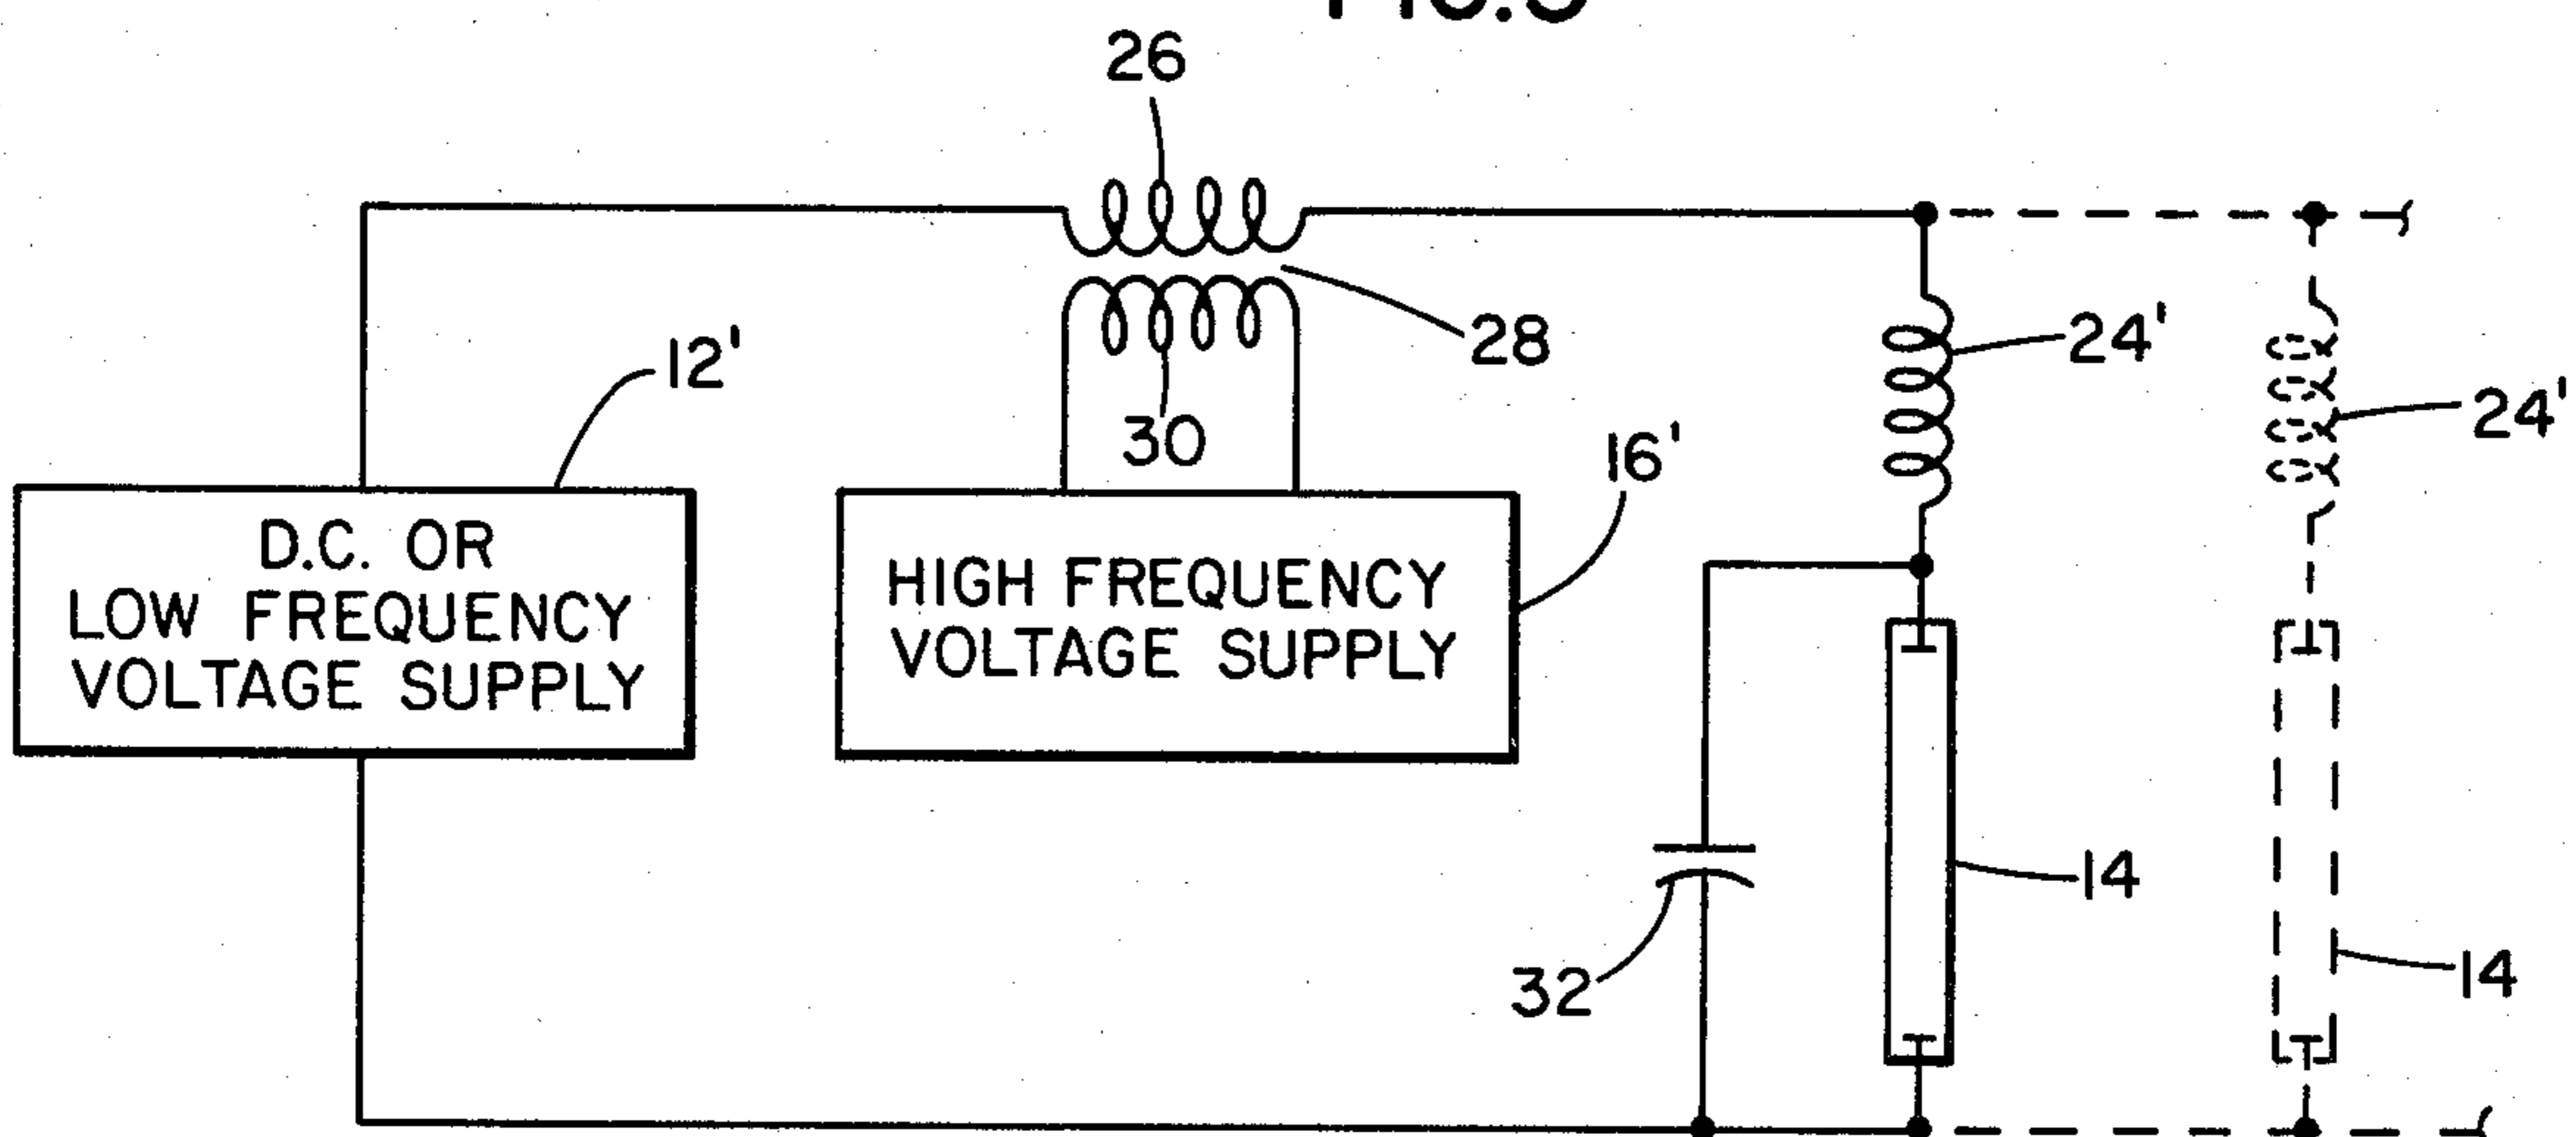 26
28
12'
24'
24'
30
16'
D.C. OR
LOW FREQUENCY
VOLTAGE SUPPLY
HIGH FREQUENCY
VOLTAGE SUPPLY
14
14
32